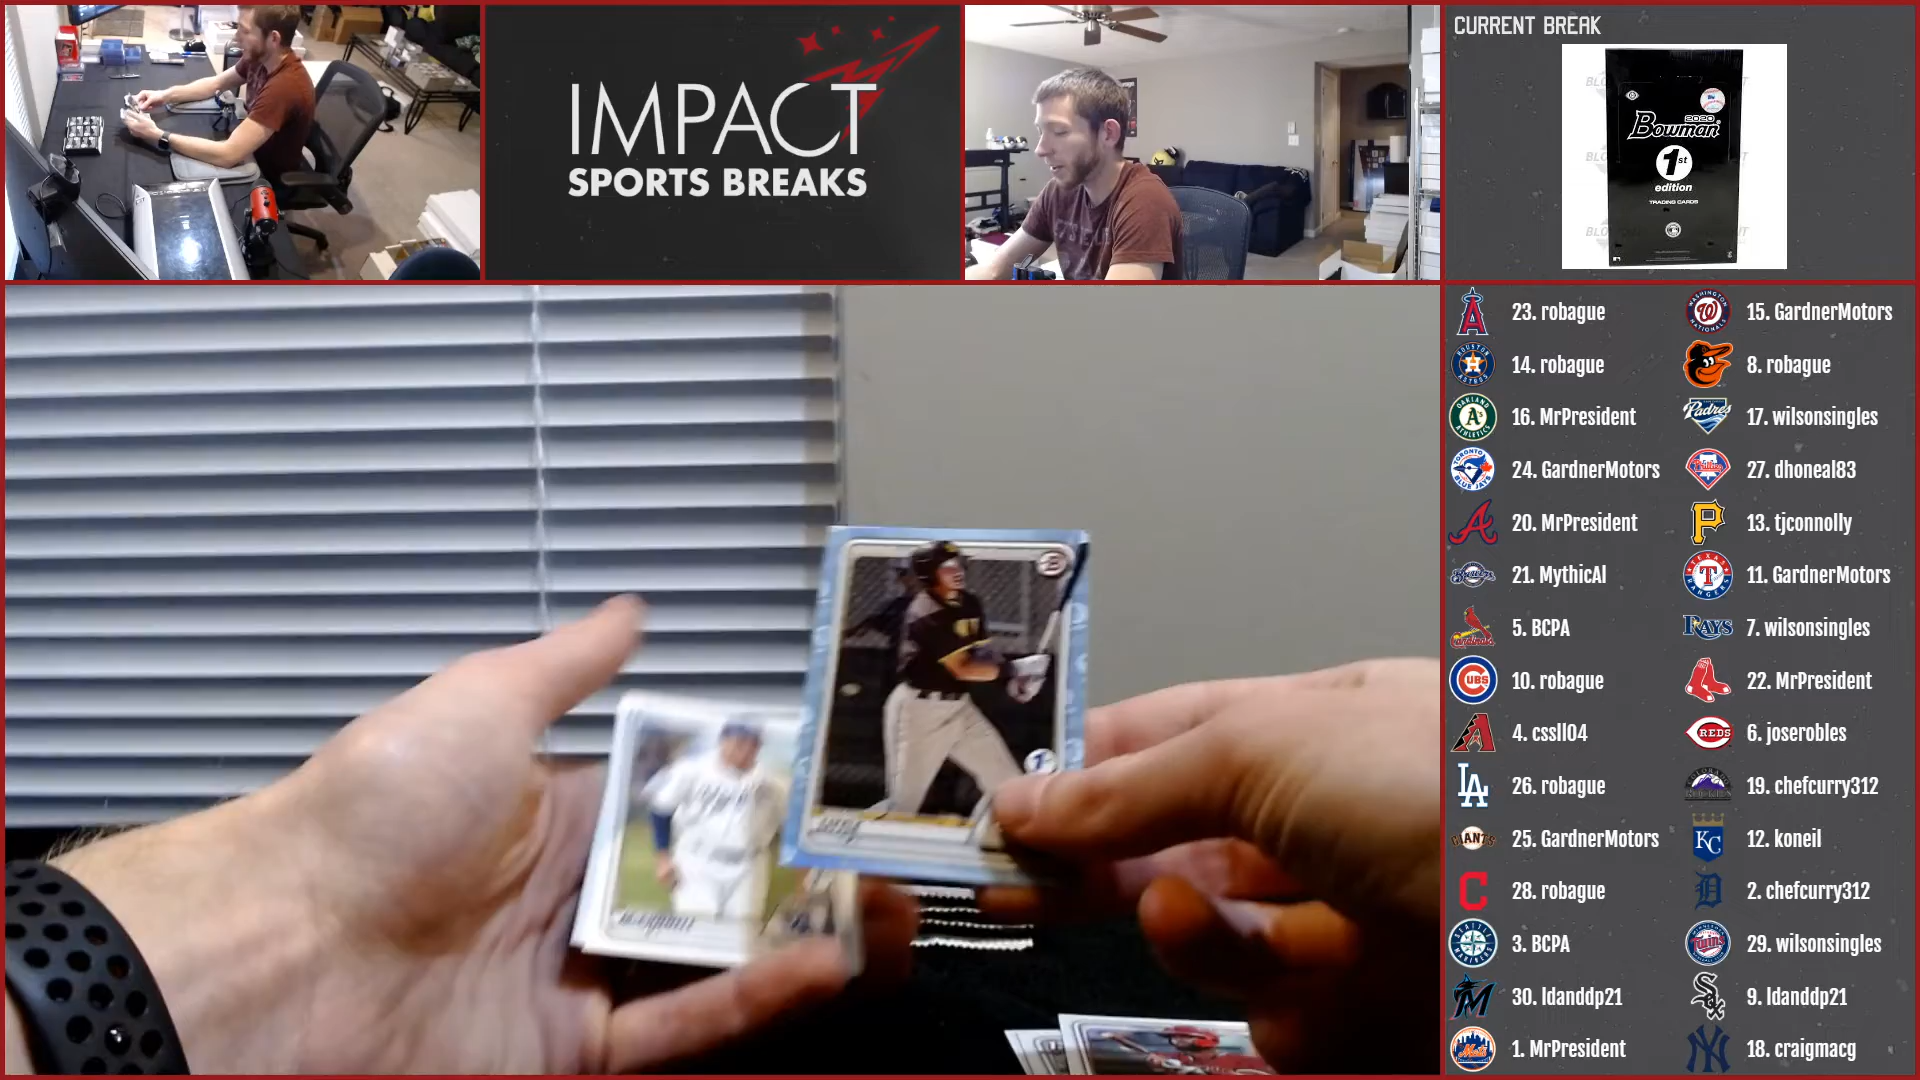 IMPACT
SPORTS BREAKS
CURRENT BREAK
2020
Bowman
1st
edition
TRADING CARDS
23. robague
15. GardnerMotors
14. robague
8. robague
16. MrPresident
17. wilsonsingles
24. GardnerMotors
27. dhoneal83
20. MrPresident
13. tjconnolly
21. MythicAl
11. GardnerMotors
5. BCPA
7. wilsonsingles
10. robague
22. MrPresident
4. cssll04
6. joserobles
26. robague
19. chefcurry312
25. GardnerMotors
12. koneil
28. robague
2. chefcurry312
3. BCPA
29. wilsonsingles
30. ldanddp21
9. ldanddp21
1. MrPresident
18. craigmacg